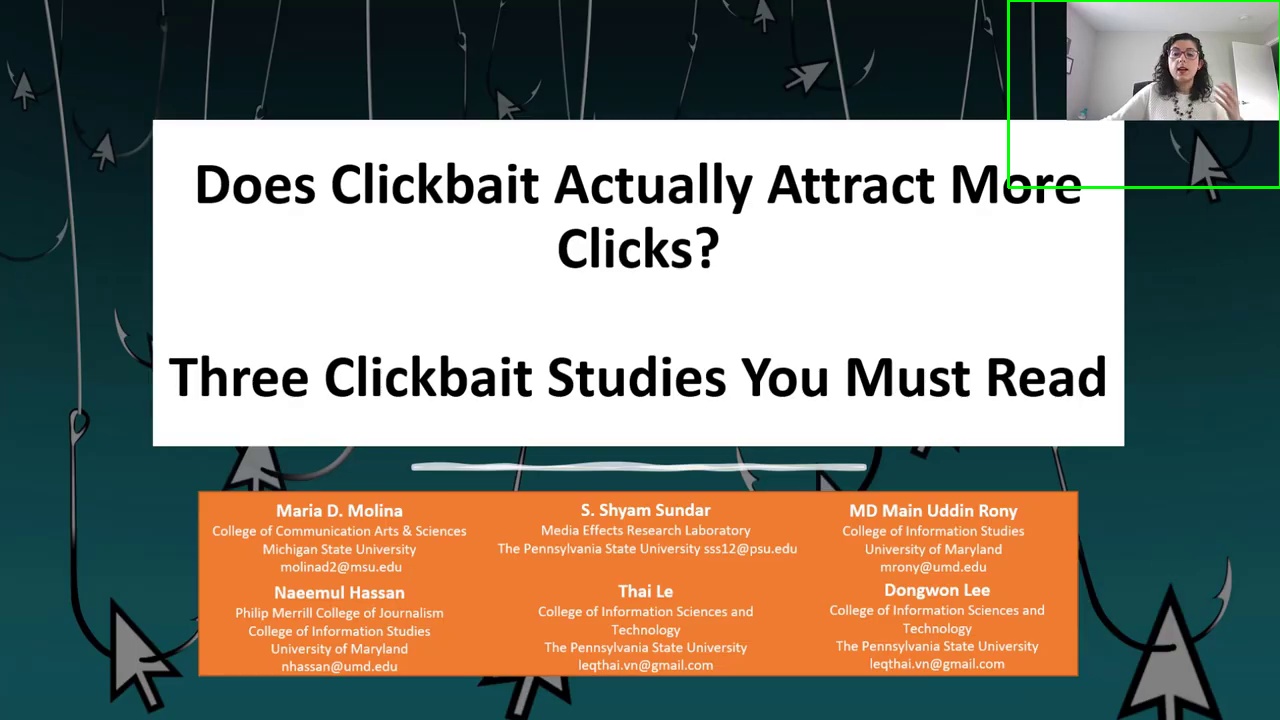 Does Clickbait Actually Attract More
Clicks?
Three Clickbait Studies You Must Read
Maria D. Molina
College of Communication Arts & Sciences
Michigan State University
molinad2@msu.edu
S. Shyam Sundar
Media Effects Research Laboratory
The Pennsylvania State University sss12@psu.edu
MD Main Uddin Rony
College of Information Studies
University of Maryland
mrony@umd.edu
Naeemul Hassan
Philip Merrill College of Journalism
College of Information Studies
University of Maryland
nhassan@umd.edu
Thai Le
College of Information Sciences and
Technology
The Pennsylvania State University
leqthai.vn@gmail.com
Dongwon Lee
College of Information Sciences and
Technology
The Pennsylvania State University
leqthai.vn@gmail.com